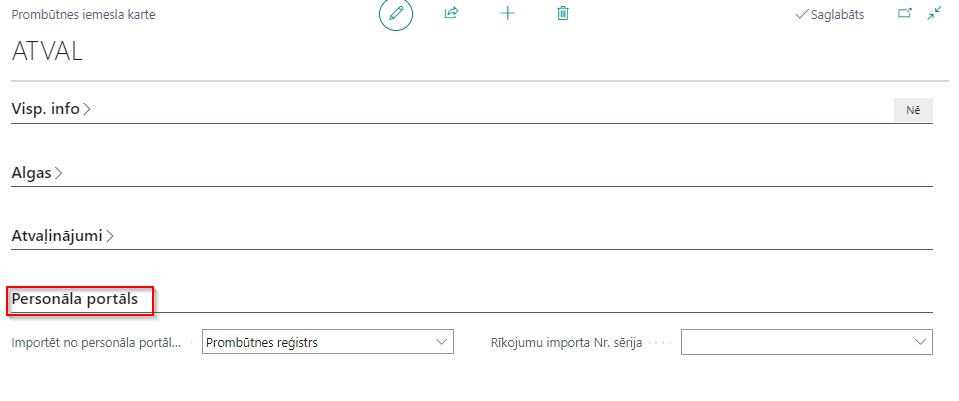 Prombūtnes iemesla karte
Saglabāts
ATVAL
Visp. info
Nē
Algas
Atvaļinājumi
Personāla portāls
Importēt no personāla portāl...
Prombūtnes reģistrs
Rīkojumu importa Nr. sērija